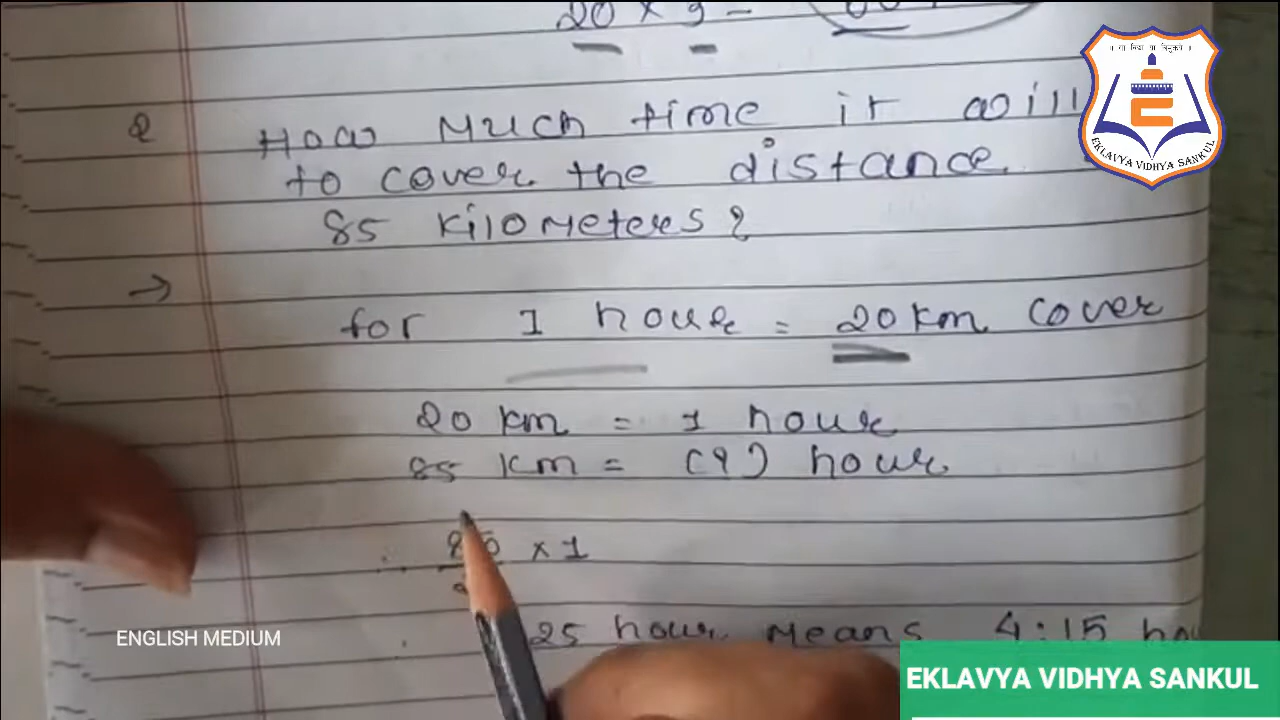 20 x 9 =
Q How Much time it will
to cover the distance
85 kilometers?
→
for 1 hour = 20 km cover
20 km = 1 hour
85 km = (?) hour
x 1
25 hour Means 4:15
ENGLISH MEDIUM
EKLAVYA VIDHYA SANKUL
EKLAVYA VIDHYA SANKUL